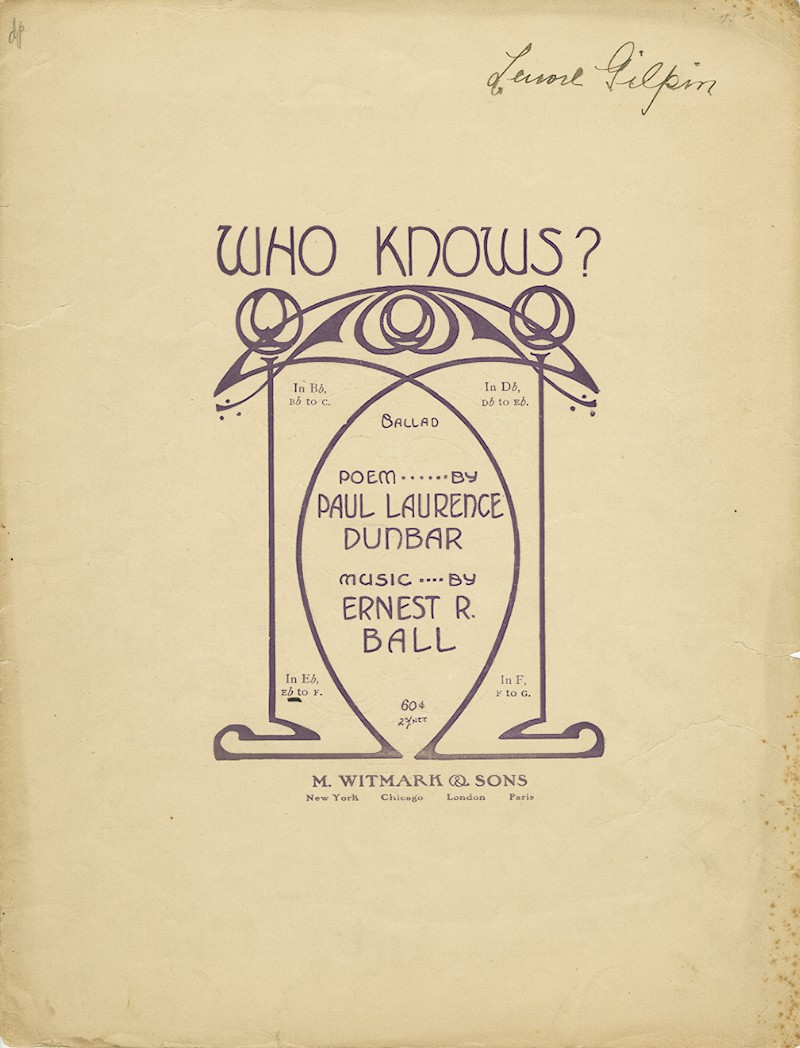 dp
Lenore Gilpin
WHO KNOWS?
In B♭,
B♭ to C.
In D♭,
D♭ to E♭.
BALLAD
POEM ...... BY
PAUL LAURENCE
DUNBAR
MUSIC .... BY
ERNEST R.
BALL
In E♭,
E♭ to F.
In F,
F to G.
60¢
NET
M. WITMARK & SONS
New York Chicago London Paris